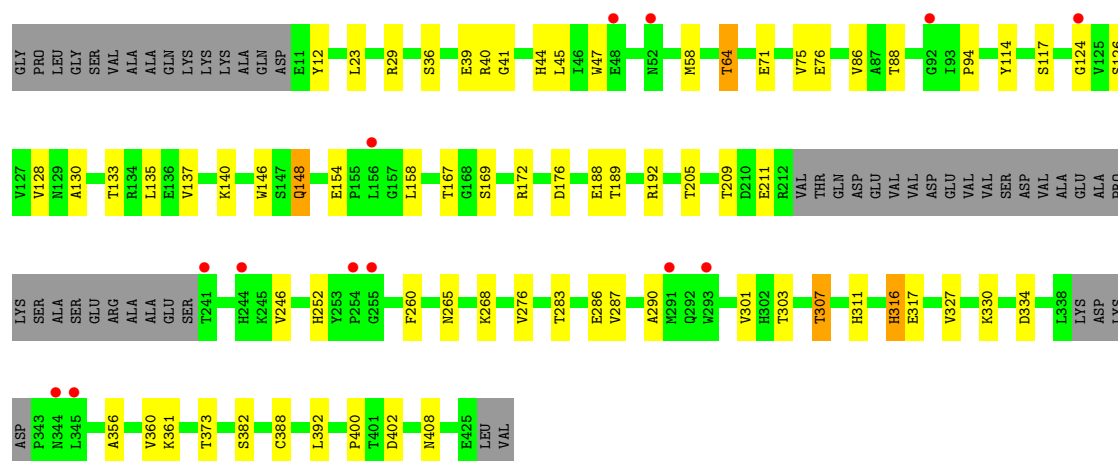 GLY PRO LEU GLY SER VAL ALA ALA GLN LYS LYS LYS ALA GLN ASP E11 Y12 L23 R29 S36 E39 R40 G41 H44 L45 I46 W47 E48 N52 M58 T64 E71 V75 E76 V86 A87 T88 G92 I93 P94 Y114 S117 G124 V125 S126
V127 V128 N129 A130 T133 R134 L135 E136 V137 K140 W146 S147 Q148 E154 P155 L156 G157 L158 T167 G168 S169 R172 D176 E188 T189 R192 T205 T209 D210 E211 R212 VAL THR GLN ASP GLU VAL VAL ASP GLU VAL VAL SER ASP VAL ALA GLU ALA PRO
LYS SER ALA SER GLU ARG ALA ALA GLU SER T241 H244 K245 V246 H252 Y253 P254 G255 F260 N265 K268 V276 T283 E286 V287 A290 M291 Q292 W293 V301 H302 T303 T307 H311 H316 E317 V327 K330 D334 L338 LYS ASP LYS
ASP P343 N344 L345 A356 V360 K361 T373 S382 C388 L392 P400 T401 D402 N408 E425 LEU VAL